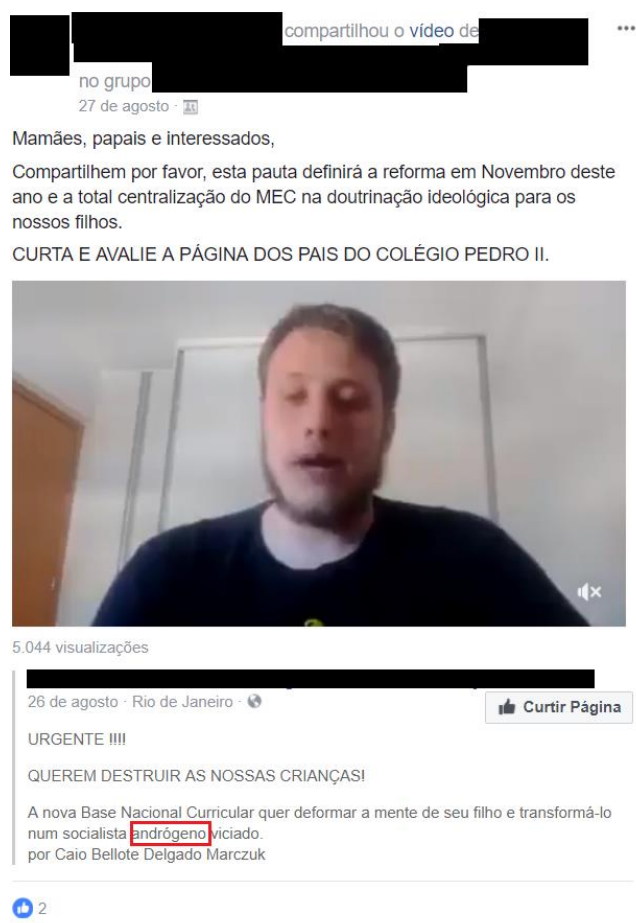 compartilhou o vídeo de
no grupo
27 de agosto ·
Mamães, papais e interessados,
Compartilhem por favor, esta pauta definirá a reforma em Novembro deste
ano e a total centralização do MEC na doutrinação ideológica para os
nossos filhos.
CURTA E AVALIE A PÁGINA DOS PAIS DO COLÉGIO PEDRO II.
5.044 visualizações
26 de agosto · Rio de Janeiro ·
Curtir Página
URGENTE !!!!
QUEREM DESTRUIR AS NOSSAS CRIANÇAS!
A nova Base Nacional Curricular quer deformar a mente de seu filho e transformá-lo
num socialista andrógeno viciado.
por Caio Bellote Delgado Marczuk
2